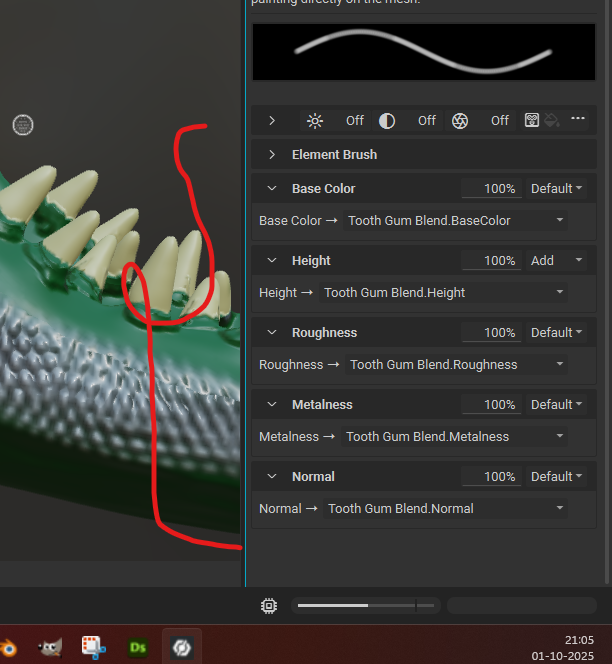 painting directly on the mesh.
Off Off Off
Element Brush
Base Color 100% Default
Base Color → Tooth Gum Blend.BaseColor
Height 100% Add
Height → Tooth Gum Blend.Height
Roughness 100% Default
Roughness → Tooth Gum Blend.Roughness
Metalness 100% Default
Metalness → Tooth Gum Blend.Metalness
Normal 100% Default
Normal → Tooth Gum Blend.Normal
Ds
21:05
01-10-2025